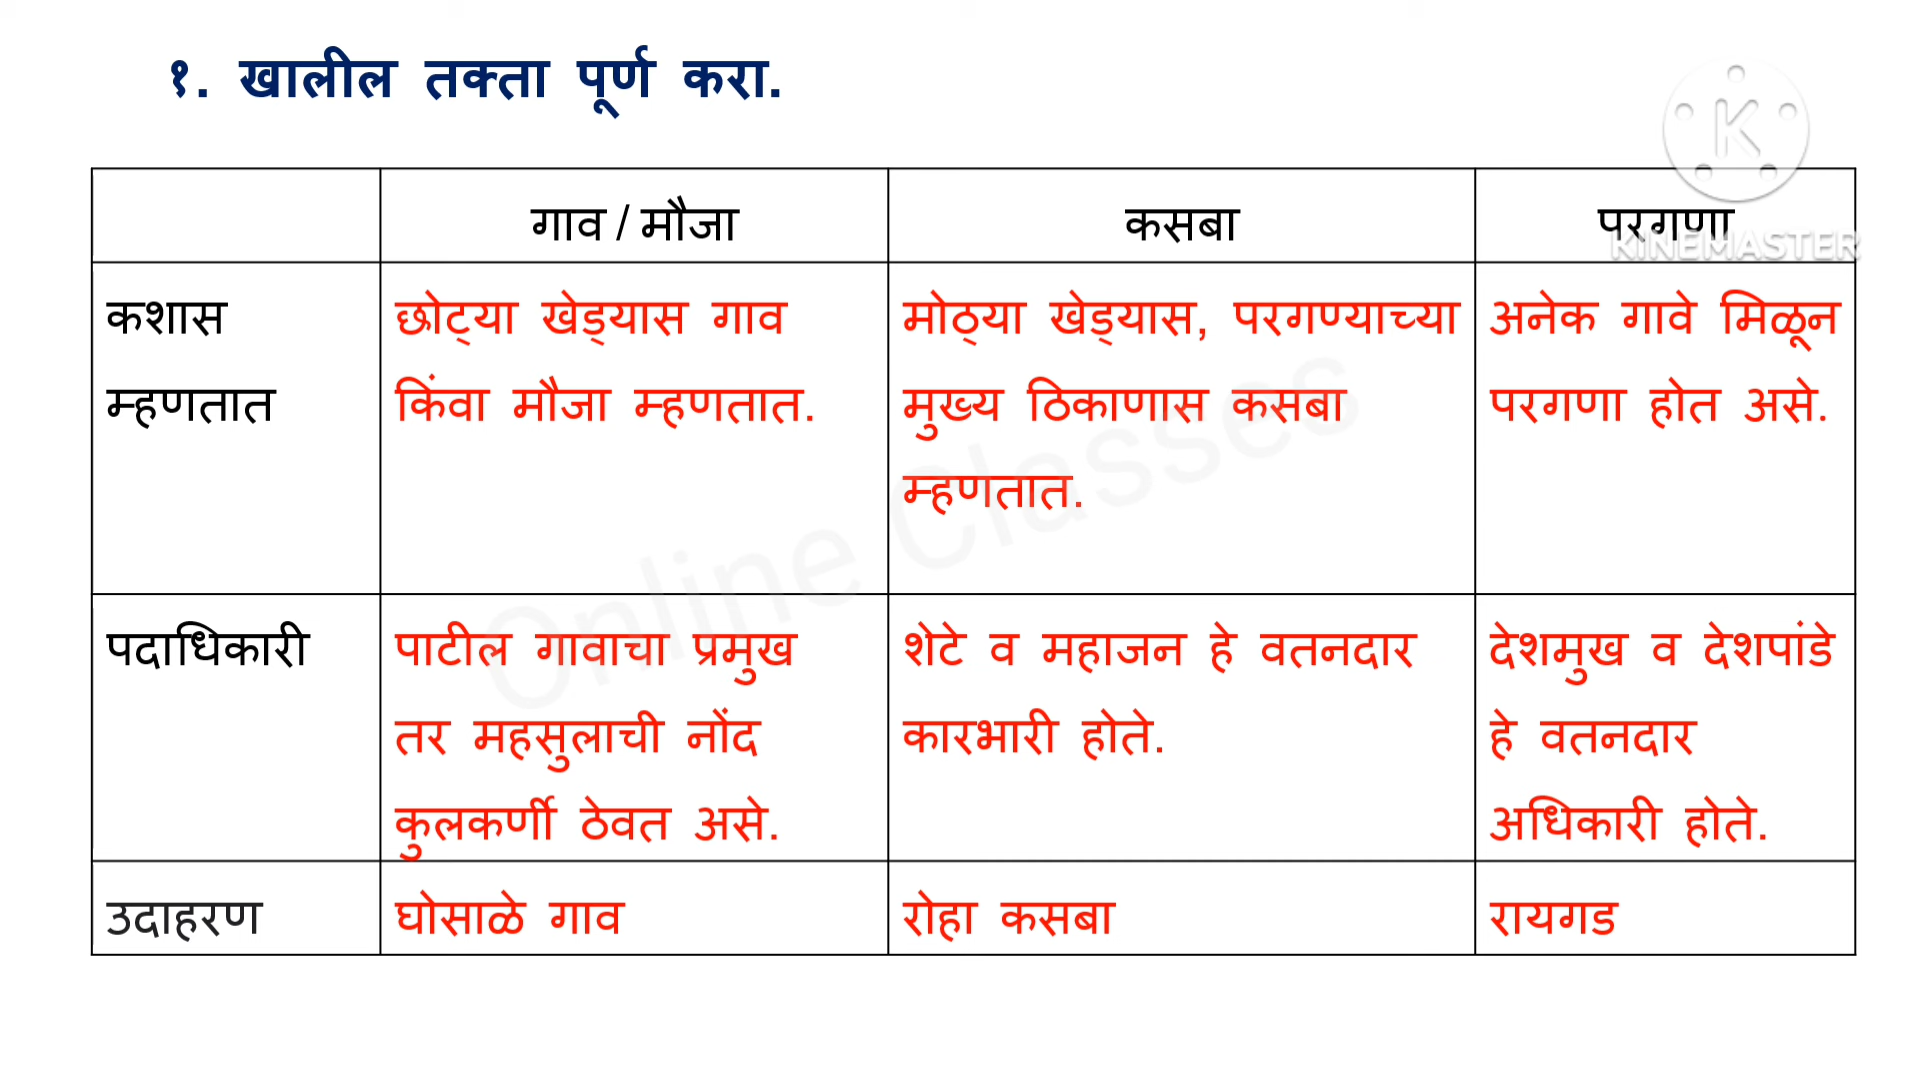 १. खालील तक्ता पूर्ण करा.
K
KINEMASTER
गाव / मौजा
कसबा
परगणा
कशास
म्हणतात
छोट्या खेड्यास गाव
किंवा मौजा म्हणतात.
मोठ्या खेड्यास, परगण्याच्या
मुख्य ठिकाणास कसबा
म्हणतात.
अनेक गावे मिळून
परगणा होत असे.
पदाधिकारी
पाटील गावाचा प्रमुख
तर महसुलाची नोंद
कुलकर्णी ठेवत असे.
शेटे व महाजन हे वतनदार
कारभारी होते.
देशमुख व देशपांडे
हे वतनदार
अधिकारी होते.
उदाहरण
घोसाळे गाव
रोहा कसबा
रायगड
Online Classes